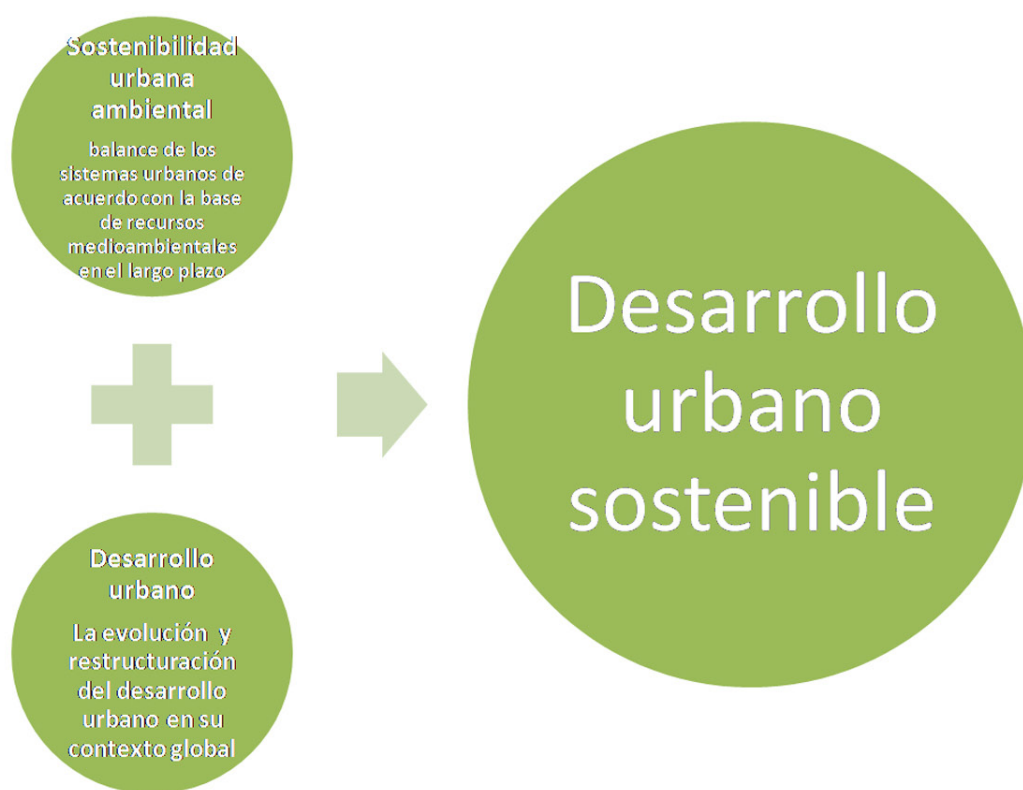 Sostenibilidad
urbana
ambiental
balance de los
sistemas urbanos de
acuerdo con la base
de recursos
medioambientales
en el largo plazo
Desarrollo
urbano
La evolución y
restructuración
del desarrollo
urbano en su
contexto global
Desarrollo
urbano
sostenible